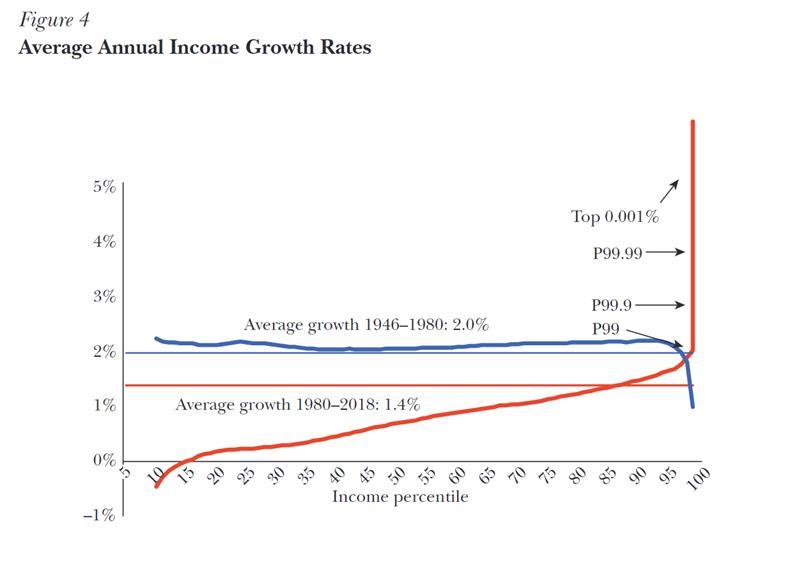 Figure 4
Average Annual Income Growth Rates
5%
Top 0.001%
4%
P99.99
3%
P99.9
Average growth 1946–1980: 2.0%
P99
2%
1%
Average growth 1980–2018: 1.4%
0%
5 10 15 20 25 30 35 40 45 50 55 60 65 70 75 80 85 90 95 100
Income percentile
–1%